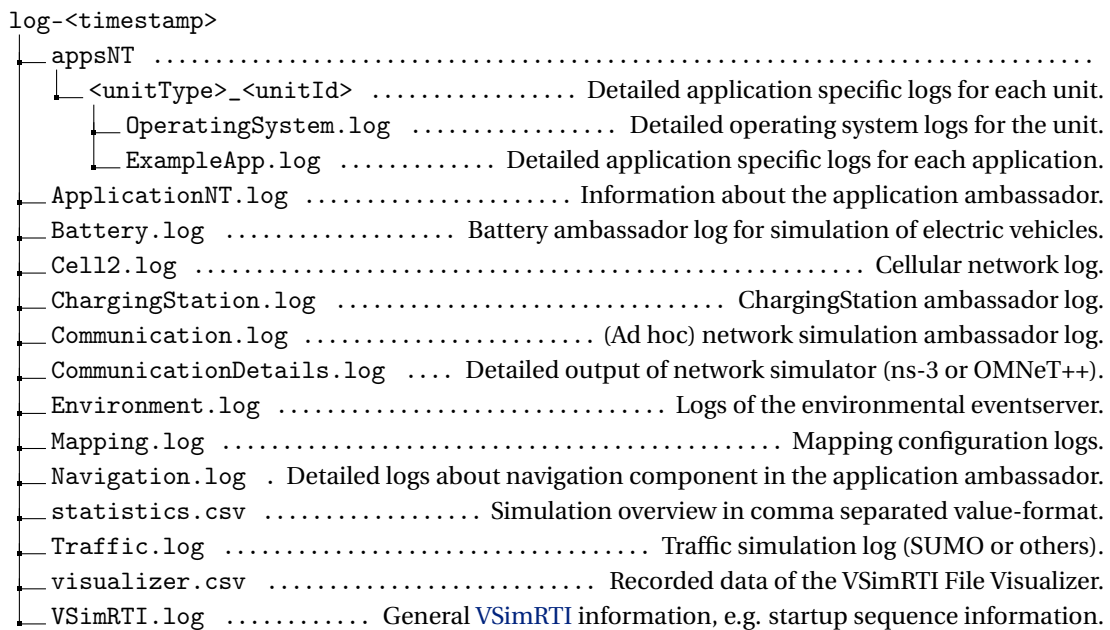 log-<timestamp>
appsNT ................................................................................
<unitType>_<unitId> .................. Detailed application specific logs for each unit.
OperatingSystem.log ................. Detailed operating system logs for the unit.
ExampleApp.log ............. Detailed application specific logs for each application.
ApplicationNT.log ....................... Information about the application ambassador.
Battery.log ................... Battery ambassador log for simulation of electric vehicles.
Cell2.log ......................................................... Cellular network log.
ChargingStation.log ................................. ChargingStation ambassador log.
Communication.log ......................... (Ad hoc) network simulation ambassador log.
CommunicationDetails.log .... Detailed output of network simulator (ns-3 or OMNeT++).
Environment.log ................................. Logs of the environmental eventserver.
Mapping.log ................................................ Mapping configuration logs.
Navigation.log . Detailed logs about navigation component in the application ambassador.
statistics.csv .................. Simulation overview in comma separated value-format.
Traffic.log .................................... Traffic simulation log (SUMO or others).
visualizer.csv ............................ Recorded data of the VSimRTI File Visualizer.
VSimRTI.log ............ General VSimRTI information, e.g. startup sequence information.